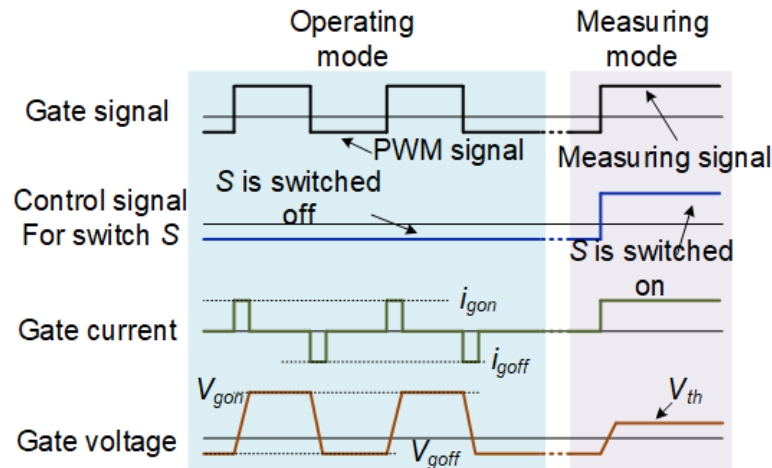 Operating
mode
Measuring
mode
Gate signal
PWM signal
Measuring signal
Control signal
For switch S
S is switched
off
S is switched
on
Gate current
igon
igoff
Gate voltage
Vgon
Vgoff
Vth